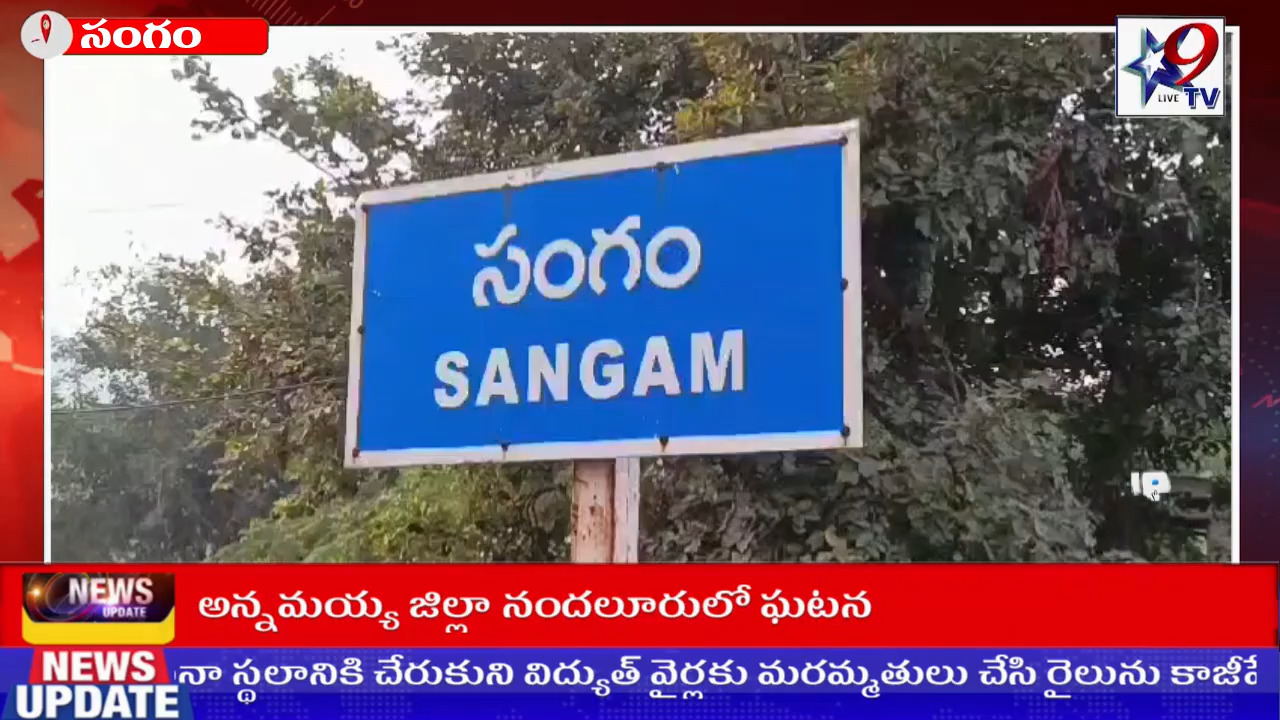 సంగం
9
LIVE TV
సంగం
SANGAM
NEWS
UPDATE
అన్నమయ్య జిల్లా నందలూరులో ఘటన
NEWS
UPDATE
స్థలానికి చేరుకుని విద్యుత్ వైర్లకు మరమ్మతులు చేసి రైలును